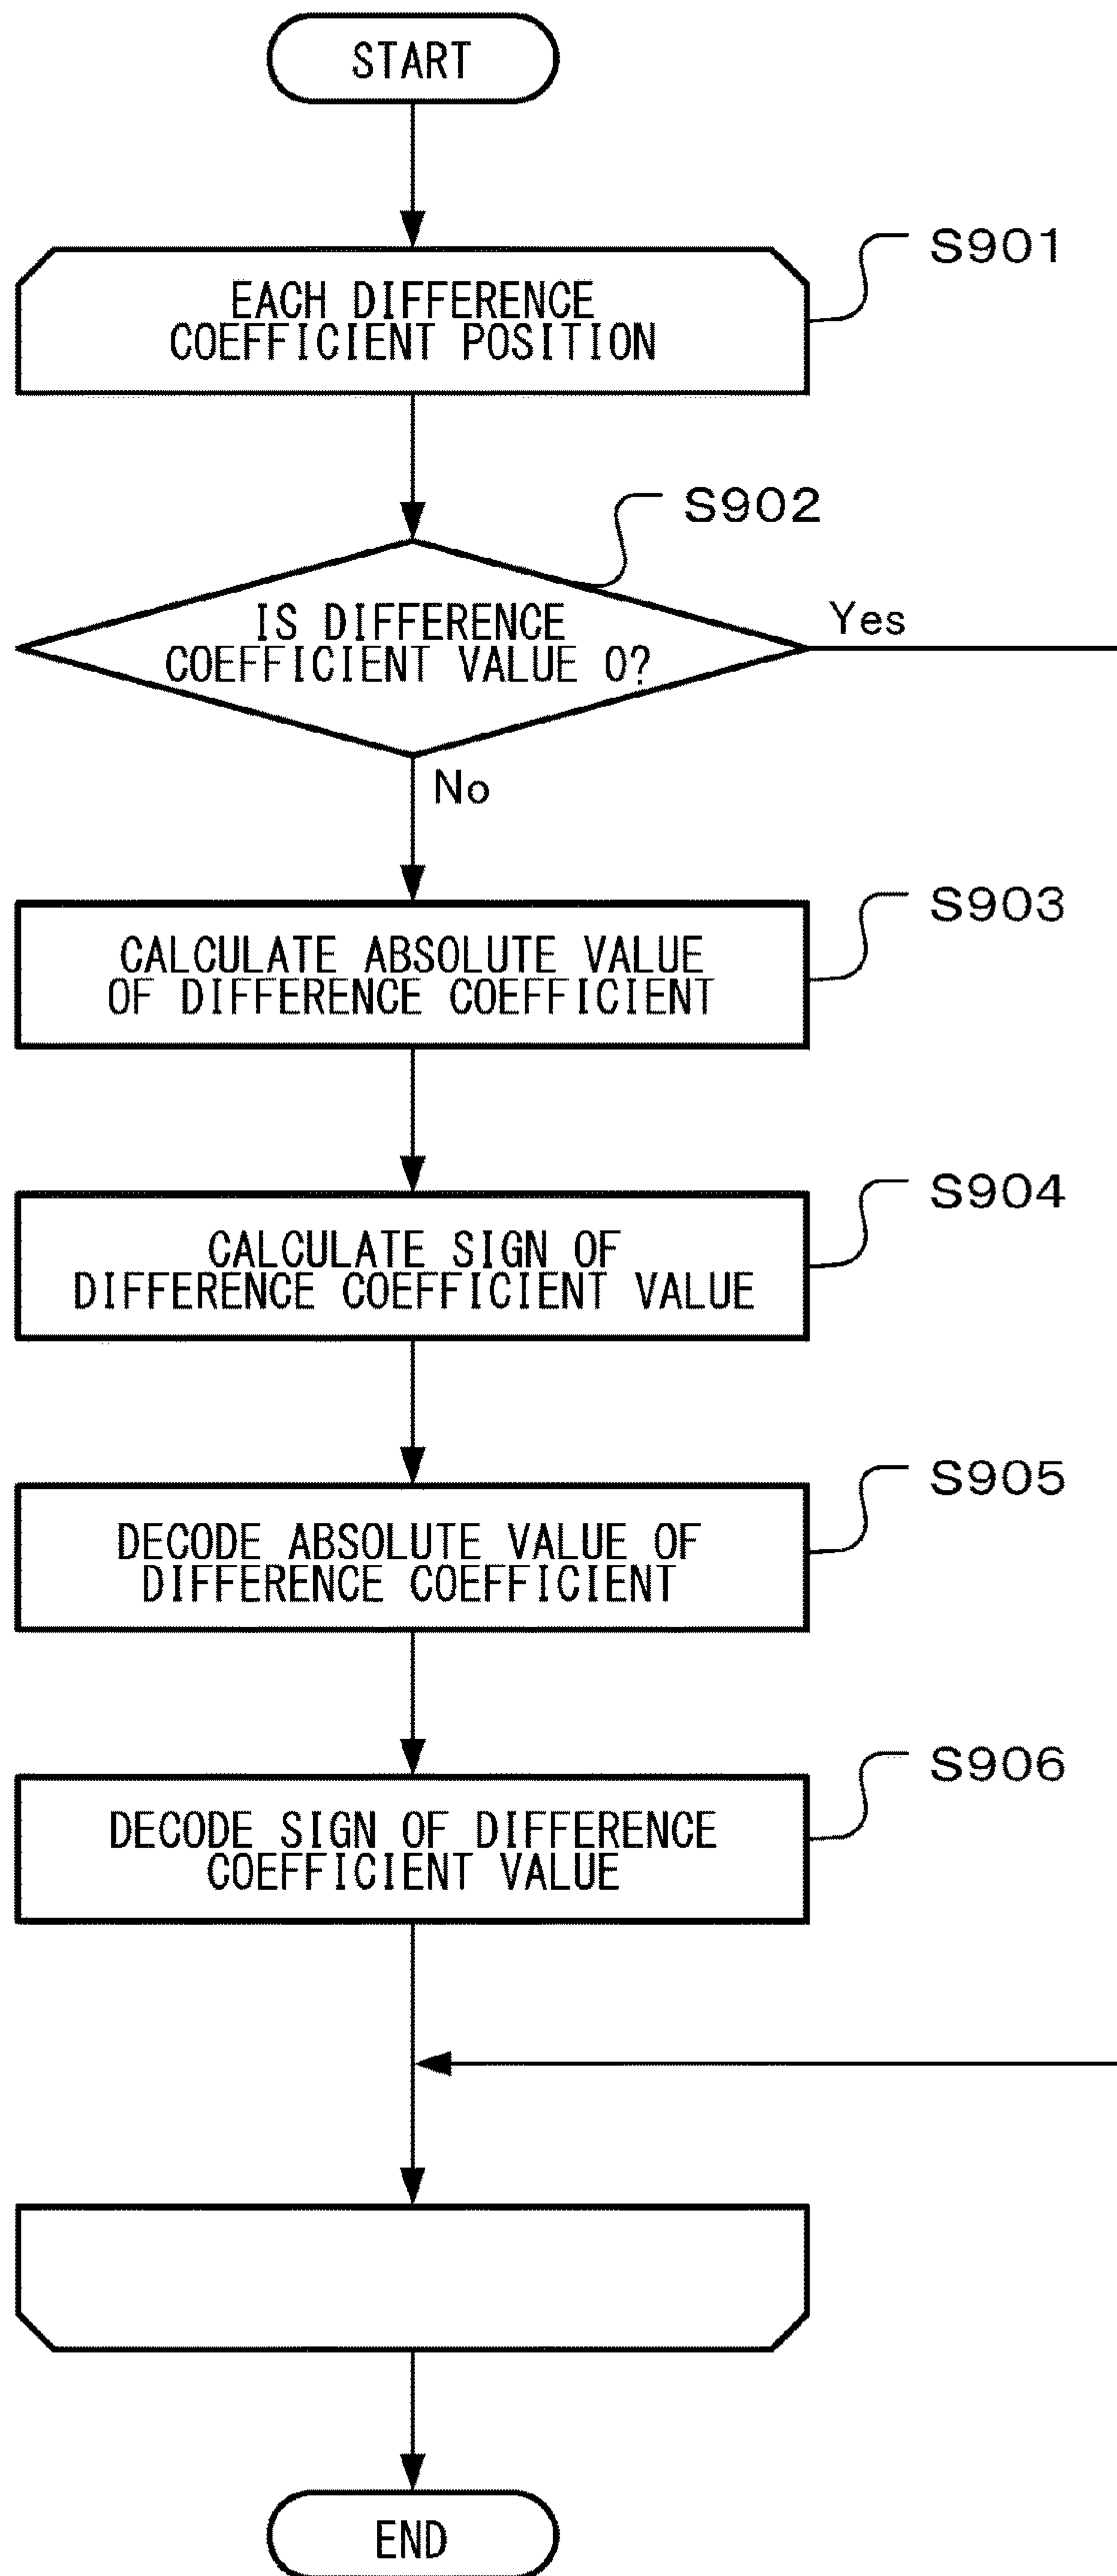 START
EACH DIFFERENCE
COEFFICIENT POSITION
S901
S902
IS DIFFERENCE
COEFFICIENT VALUE 0?
Yes
No
CALCULATE ABSOLUTE VALUE
OF DIFFERENCE COEFFICIENT
S903
CALCULATE SIGN OF
DIFFERENCE COEFFICIENT VALUE
S904
DECODE ABSOLUTE VALUE OF
DIFFERENCE COEFFICIENT
S905
DECODE SIGN OF DIFFERENCE
COEFFICIENT VALUE
S906
END